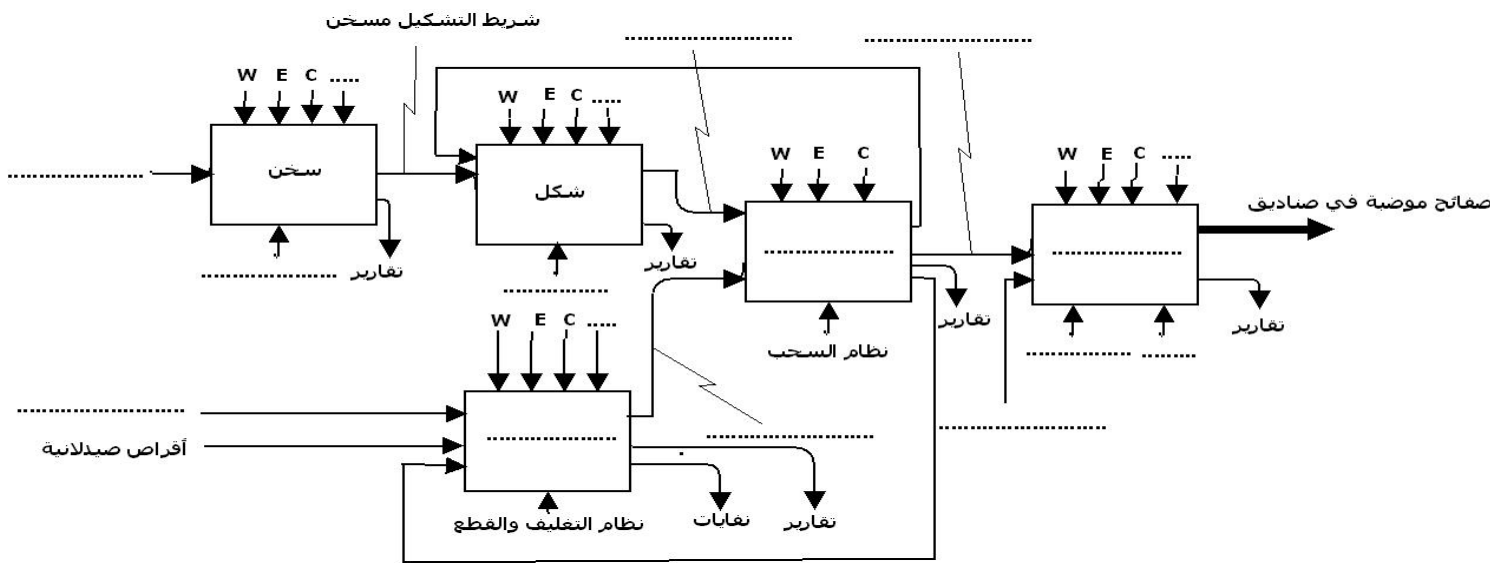 شريط التشكيل مسخن
....................
....................
W E C .....
W E C .....
W E C
W E C .....
سخن
شكل
....................
....................
....................
صفائح موضبة في صناديق
....................
تقارير
....................
تقارير
تقارير
تقارير
نظام السحب
.................... ..........
W E C .....
....................
أقراص صيدلانية
....................
....................
....................
نظام التغليف والقطع
نفايات
تقارير